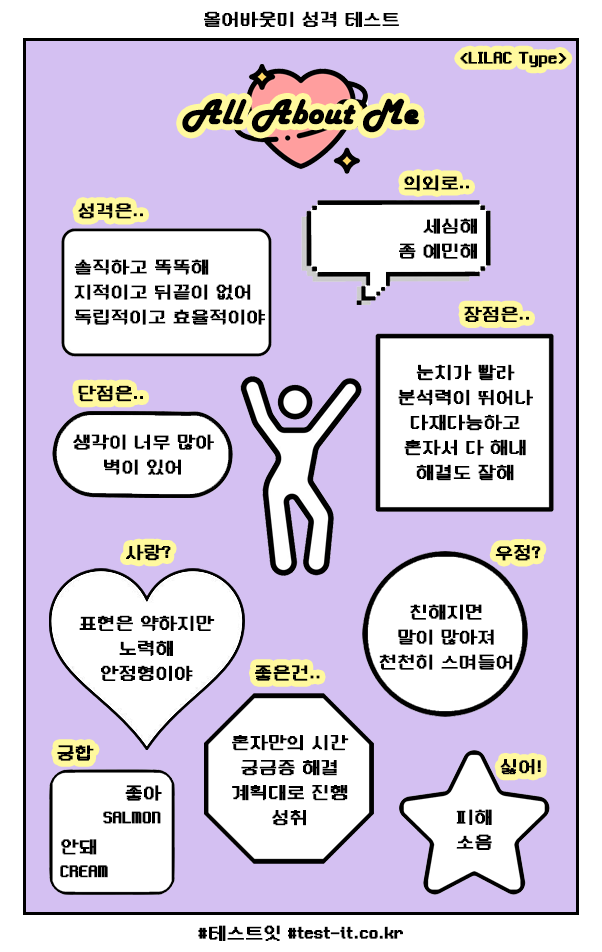 올어바웃미 성격 테스트
<LILAC Type>
All About Me
의외로..
세심해
좀 예민해
성격은..
솔직하고 똑똑해
지적이고 뒤끝이 없어
독립적이고 효율적이야
장점은..
눈치가 빨라
분석력이 뛰어나
다재다능하고
혼자서 다 해내
해결도 잘해
단점은..
생각이 너무 많아
벽이 있어
사랑?
표현은 약하지만
노력해
안정형이야
우정?
친해지면
말이 많아져
천천히 스며들어
좋은건..
혼자만의 시간
궁금증 해결
계획대로 진행
성취
궁합
좋아
SALMON
안돼
CREAM
싫어!
피해
소음
#테스트잇 #test-it.co.kr